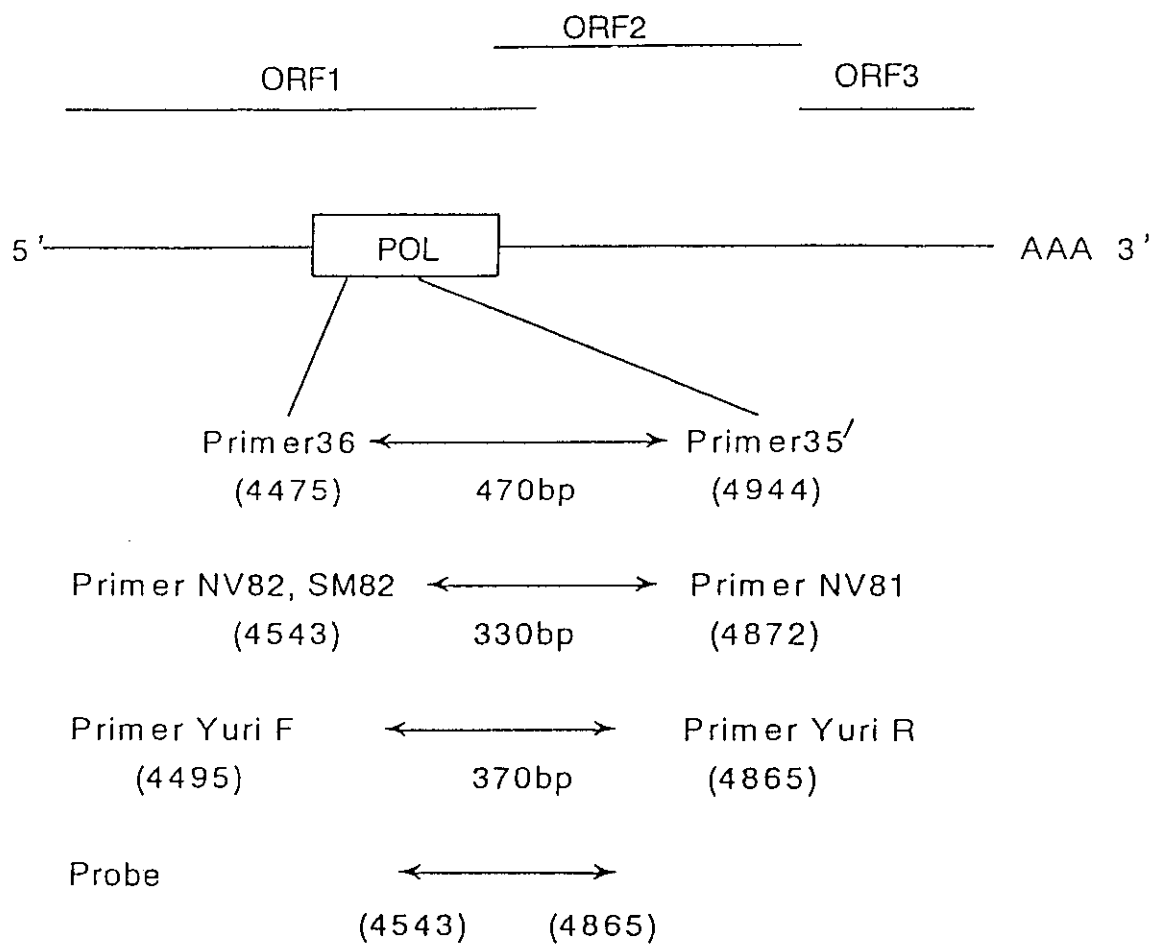 ORF2
ORF1
ORF3
5' POL AAA 3'
Primer36 Primer35'
(4475) 470bp (4944)
Primer NV82, SM82 Primer NV81
(4543) 330bp (4872)
Primer Yuri F Primer Yuri R
(4495) 370bp (4865)
Probe
(4543) (4865)